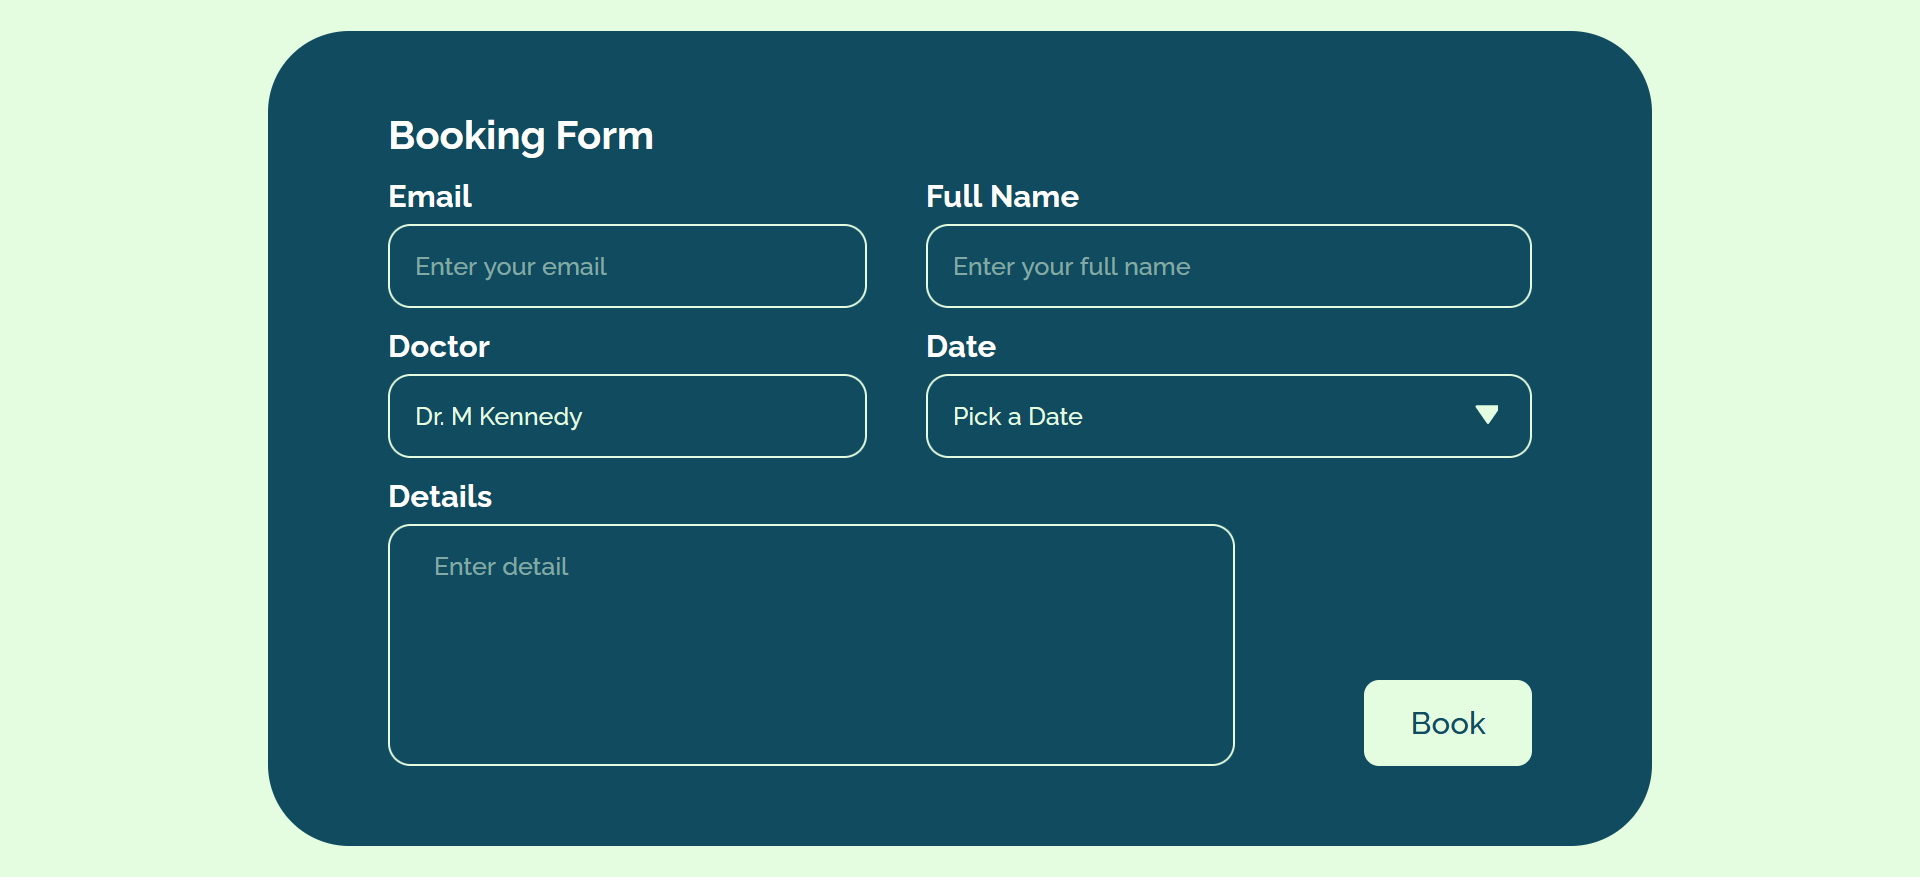 Booking Form
Email
Full Name
Enter your email
Enter your full name
Doctor
Date
Dr. M Kennedy
Pick a Date
Details
Enter detail
Book